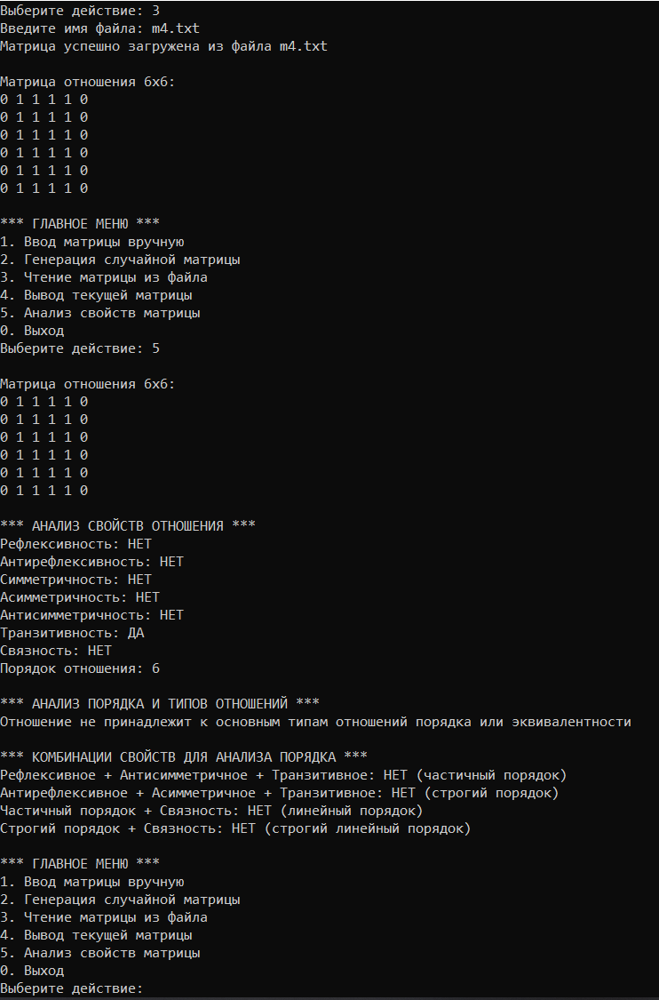 Выберите действие: 3
Введите имя файла: m4.txt
Матрица успешно загружена из файла m4.txt
Матрица отношения 6x6:
0 1 1 1 1 0
0 1 1 1 1 0
0 1 1 1 1 0
0 1 1 1 1 0
0 1 1 1 1 0
0 1 1 1 1 0
*** ГЛАВНОЕ МЕНЮ ***
1. Ввод матрицы вручную
2. Генерация случайной матрицы
3. Чтение матрицы из файла
4. Вывод текущей матрицы
5. Анализ свойств матрицы
0. Выход
Выберите действие: 5
Матрица отношения 6x6:
0 1 1 1 1 0
0 1 1 1 1 0
0 1 1 1 1 0
0 1 1 1 1 0
0 1 1 1 1 0
0 1 1 1 1 0
*** АНАЛИЗ СВОЙСТВ ОТНОШЕНИЯ ***
Рефлексивность: НЕТ
Антирефлексивность: НЕТ
Симметричность: НЕТ
Асимметричность: НЕТ
Антисимметричность: НЕТ
Транзитивность: ДА
Связность: НЕТ
Порядок отношения: 6
*** АНАЛИЗ ПОРЯДКА И ТИПОВ ОТНОШЕНИЙ ***
Отношение не принадлежит к основным типам отношений порядка или эквивалентности
*** КОМБИНАЦИИ СВОЙСТВ ДЛЯ АНАЛИЗА ПОРЯДКА ***
Рефлексивное + Антисимметричное + Транзитивное: НЕТ (частичный порядок)
Антирефлексивное + Асимметричное + Транзитивное: НЕТ (строгий порядок)
Частичный порядок + Связность: НЕТ (линейный порядок)
Строгий порядок + Связность: НЕТ (строгий линейный порядок)
*** ГЛАВНОЕ МЕНЮ ***
1. Ввод матрицы вручную
2. Генерация случайной матрицы
3. Чтение матрицы из файла
4. Вывод текущей матрицы
5. Анализ свойств матрицы
0. Выход
Выберите действие: